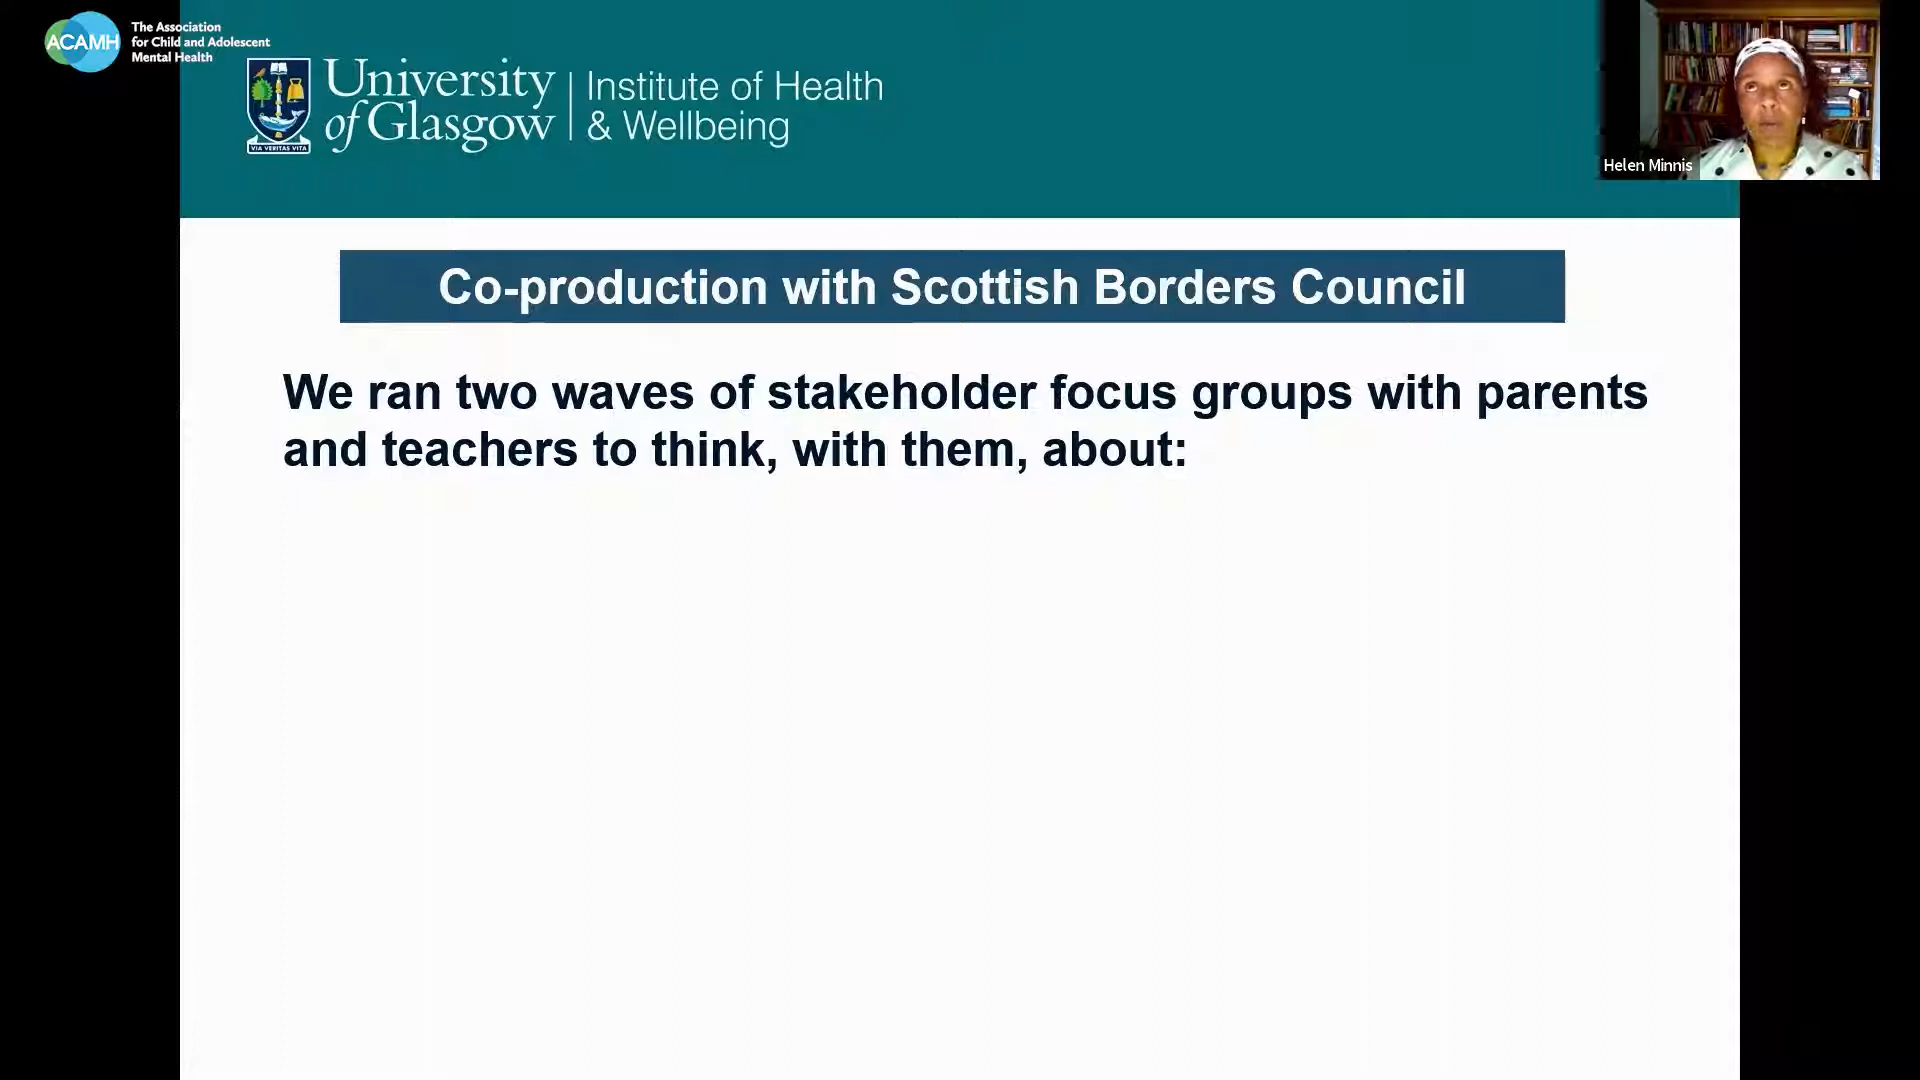 ACAMH
The Association
for Child and Adolescent
Mental Health
University
of Glasgow
VIA VERITAS VITA
Institute of Health
& Wellbeing
Helen Minnis
Co-production with Scottish Borders Council
We ran two waves of stakeholder focus groups with parents
and teachers to think, with them, about: